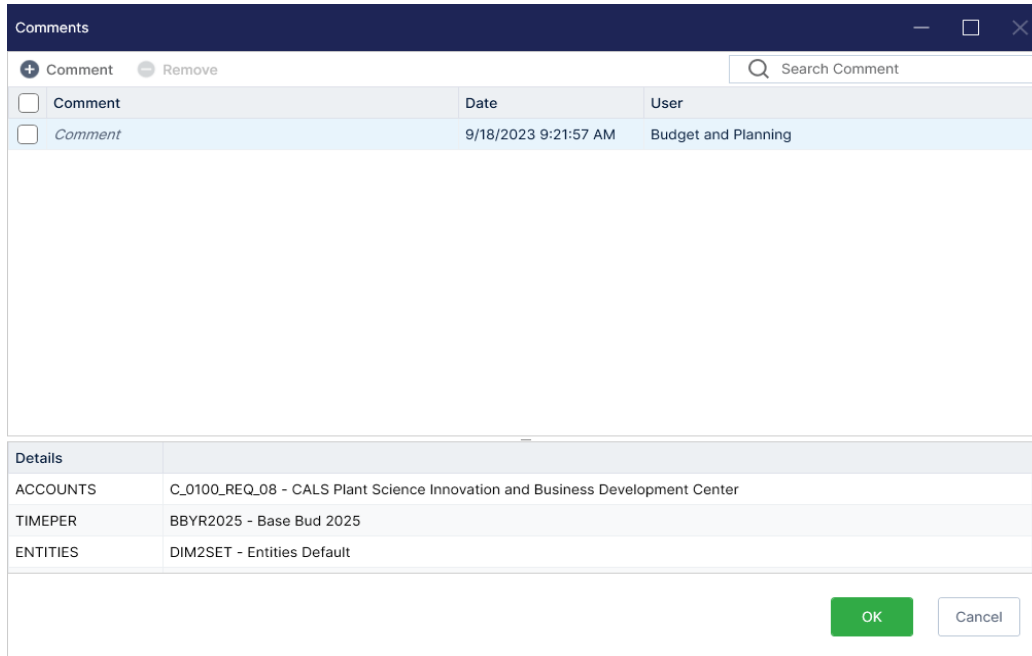 Comments
Comment Remove Search Comment
Comment Date User
Comment 9/18/2023 9:21:57 AM Budget and Planning
Details
ACCOUNTS C_0100_REQ_08 - CALS Plant Science Innovation and Business Development Center
TIMEPER BBYR2025 - Base Bud 2025
ENTITIES DIM2SET - Entities Default
OK Cancel